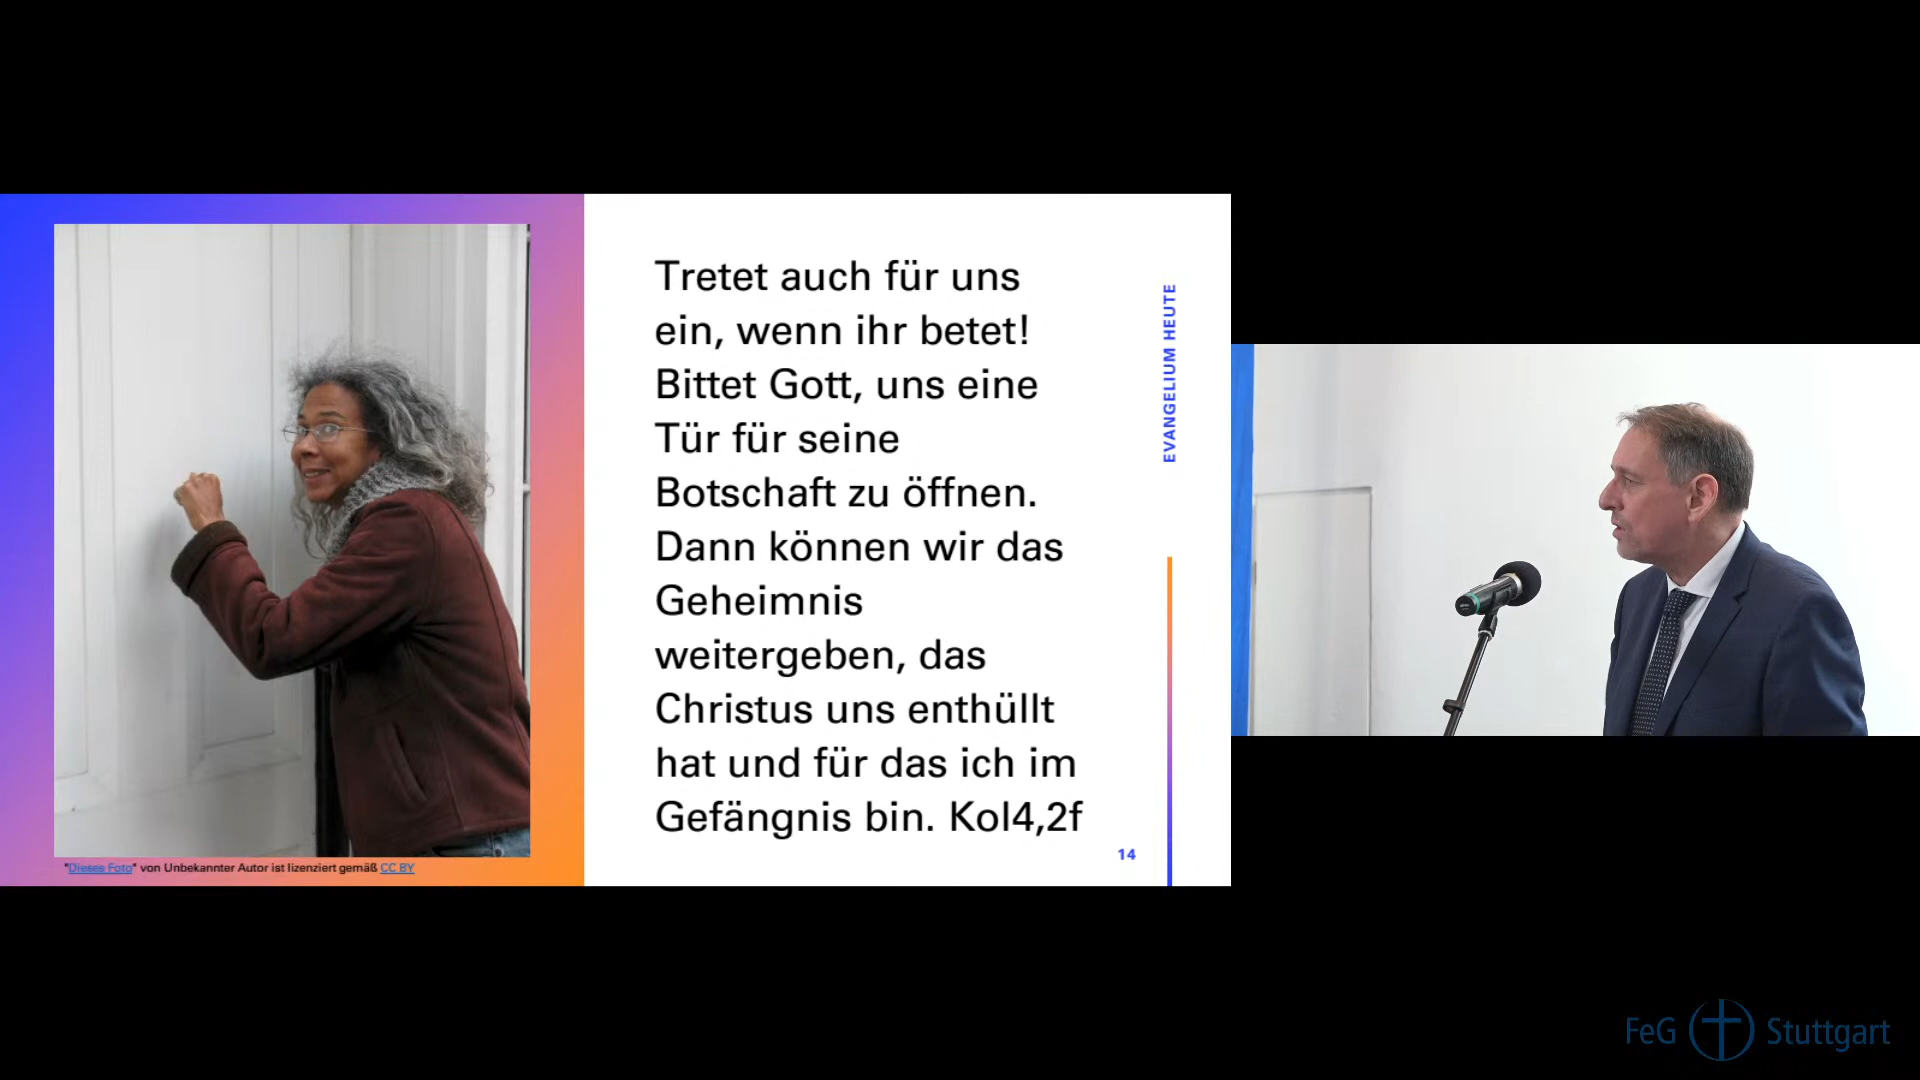 Tretet auch für uns
ein, wenn ihr betet!
Bittet Gott, uns eine
Tür für seine
Botschaft zu öffnen.
Dann können wir das
Geheimnis
weitergeben, das
Christus uns enthüllt
hat und für das ich im
Gefängnis bin. Kol4,2f
EVANGELIUM HEUTE
14
"Dieses Foto" von Unbekannter Autor ist lizenziert gemäß CC BY
FeG Stuttgart